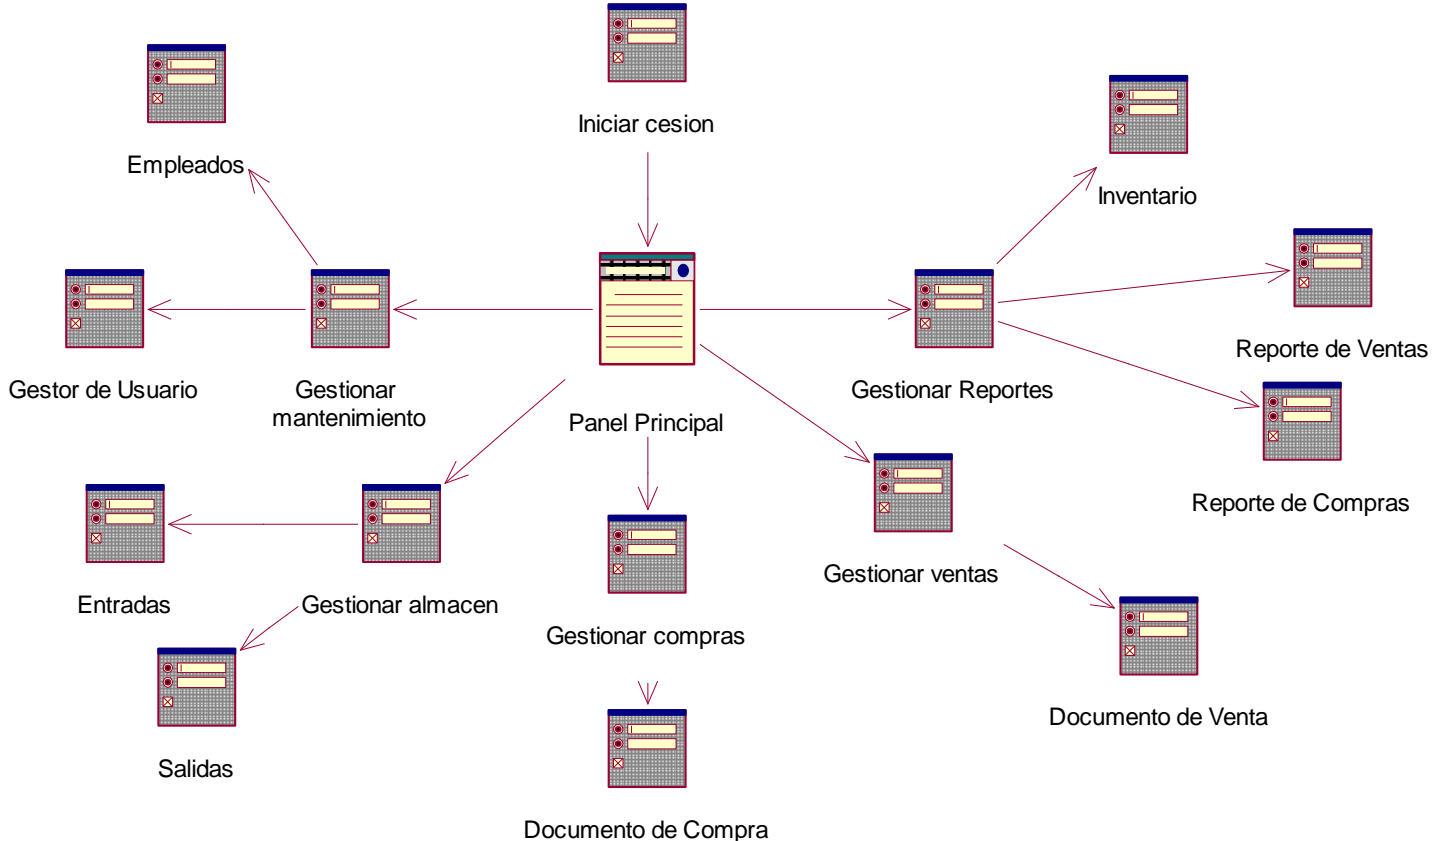 Iniciar cesion
Empleados
Inventario
Reporte de Ventas
Gestor de Usuario
Gestionar
mantenimiento
Panel Principal
Gestionar Reportes
Reporte de Compras
Entradas
Gestionar almacen
Gestionar compras
Gestionar ventas
Salidas
Documento de Venta
Documento de Compra